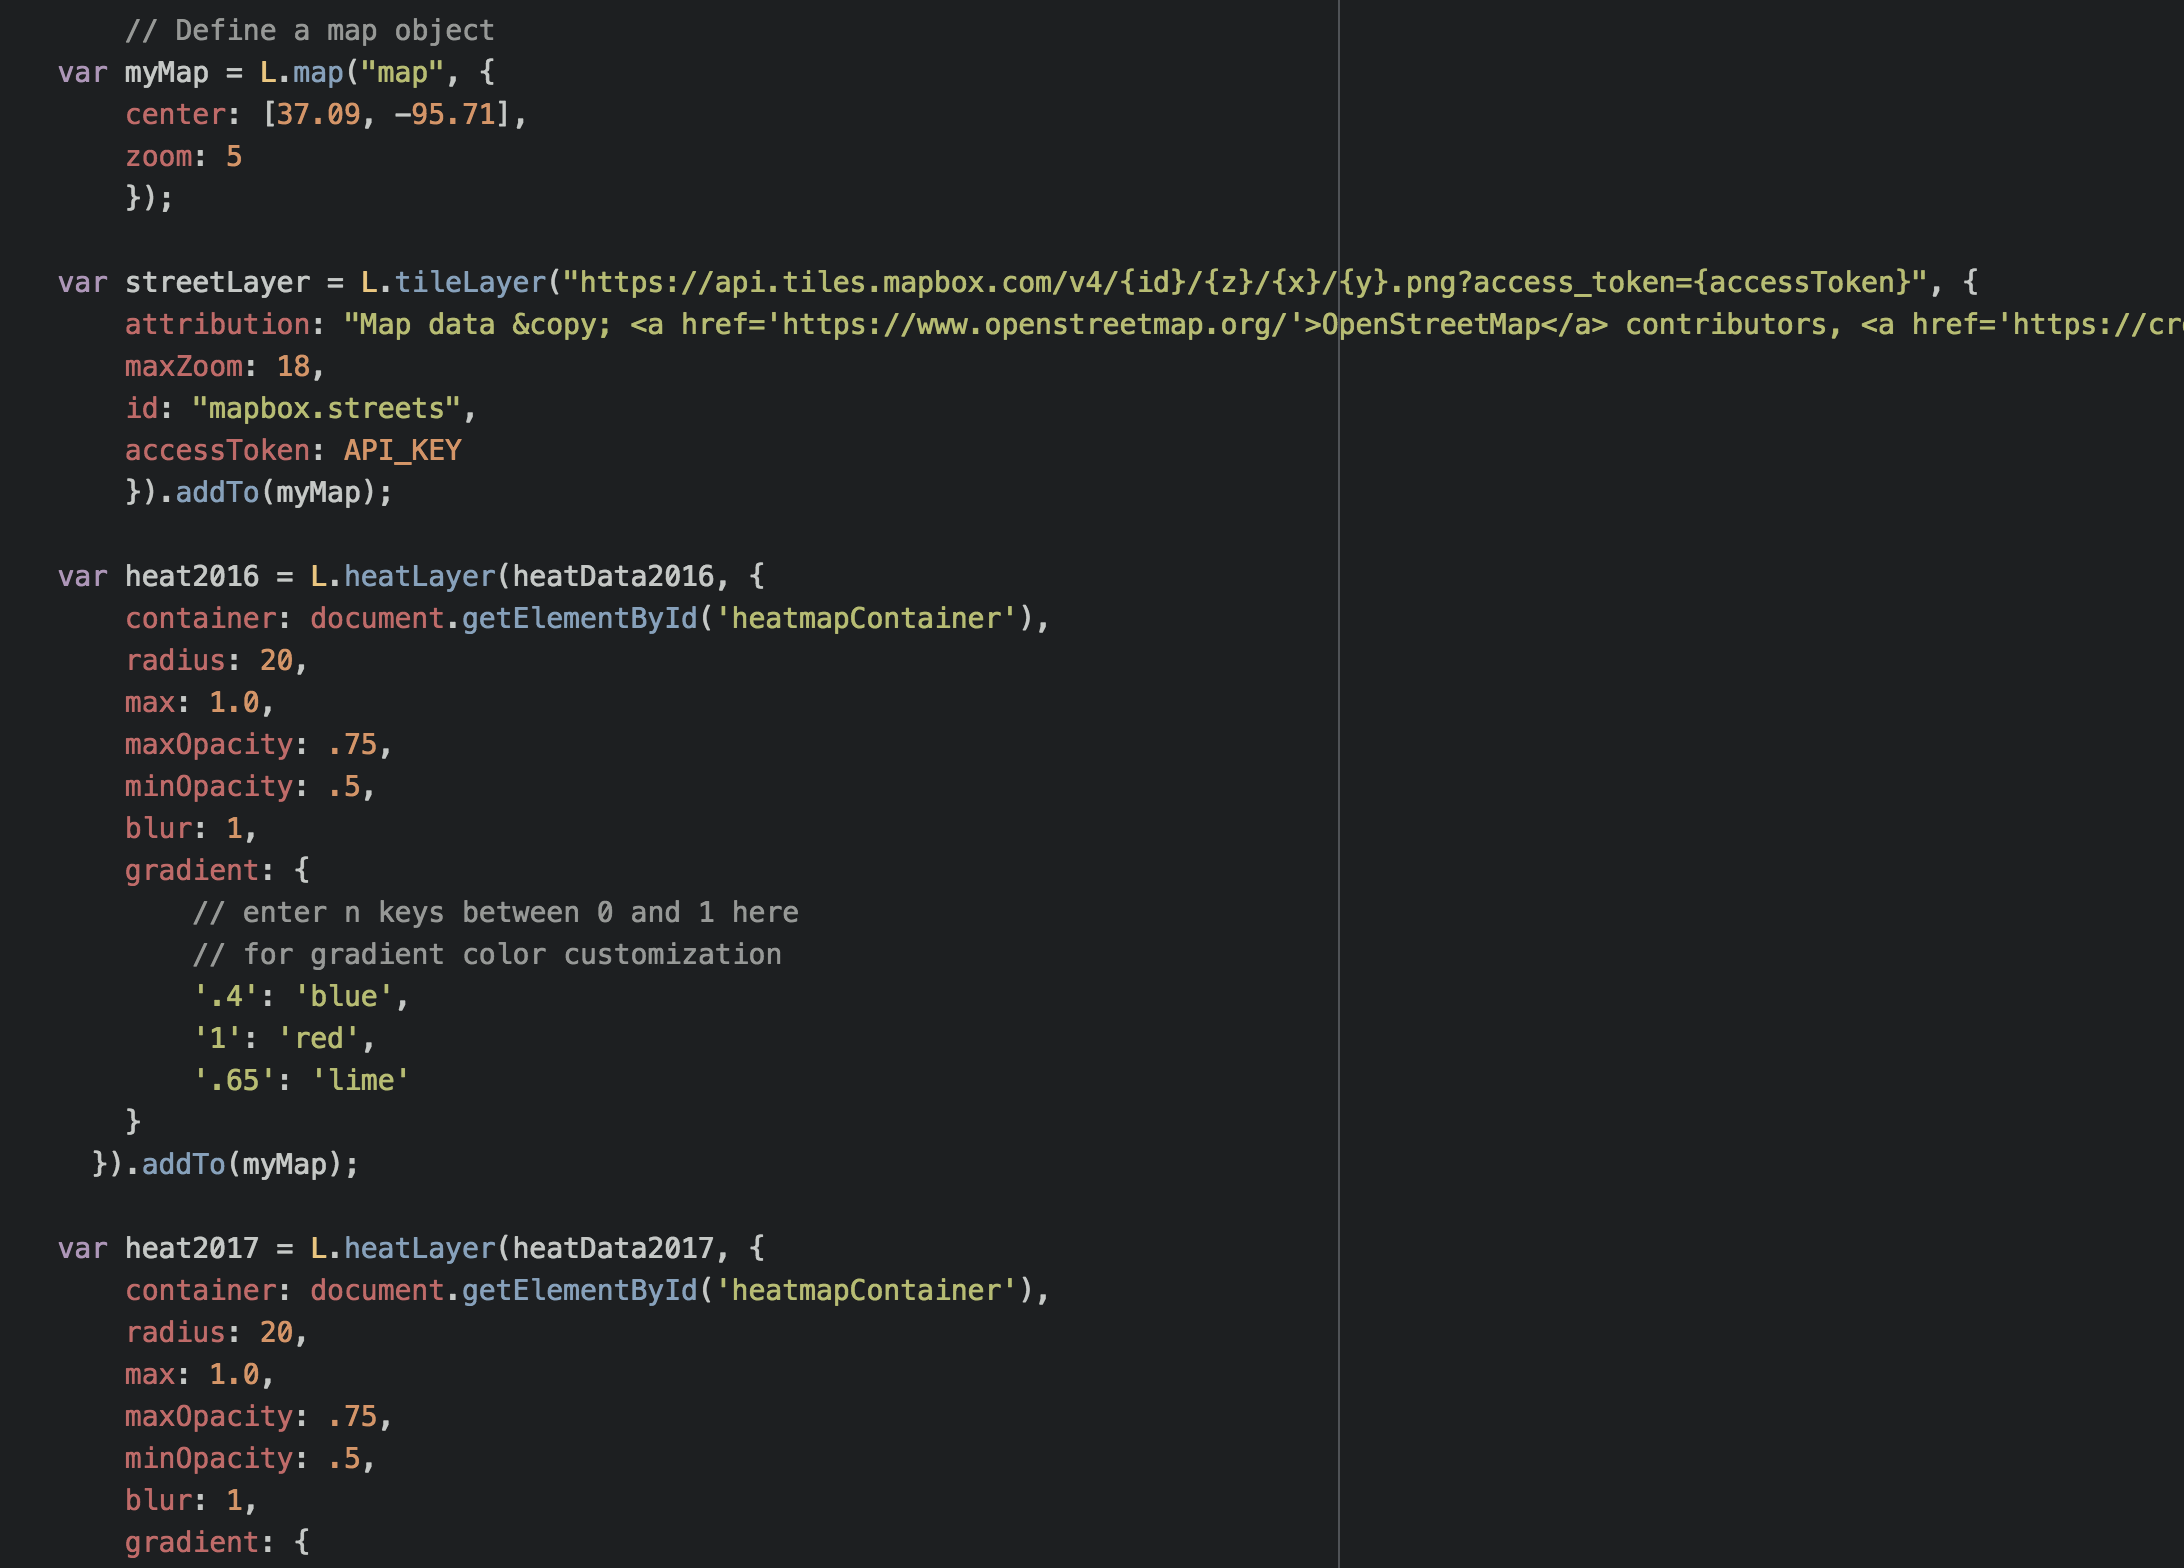 // Define a map object
var myMap = L.map("map", {
center: [37.09, -95.71],
zoom: 5
});
var streetLayer = L.tileLayer("https://api.tiles.mapbox.com/v4/{id}/{z}/{x}/{y}.png?access_token={accessToken}", {
attribution: "Map data &copy; <a href='https://www.openstreetmap.org/'>OpenStreetMap</a> contributors, <a href='https://cr
maxZoom: 18,
id: "mapbox.streets",
accessToken: API_KEY
}).addTo(myMap);
var heat2016 = L.heatLayer(heatData2016, {
container: document.getElementById('heatmapContainer'),
radius: 20,
max: 1.0,
maxOpacity: .75,
minOpacity: .5,
blur: 1,
gradient: {
// enter n keys between 0 and 1 here
// for gradient color customization
'.4': 'blue',
'1': 'red',
'.65': 'lime'
}
}).addTo(myMap);
var heat2017 = L.heatLayer(heatData2017, {
container: document.getElementById('heatmapContainer'),
radius: 20,
max: 1.0,
maxOpacity: .75,
minOpacity: .5,
blur: 1,
gradient: {